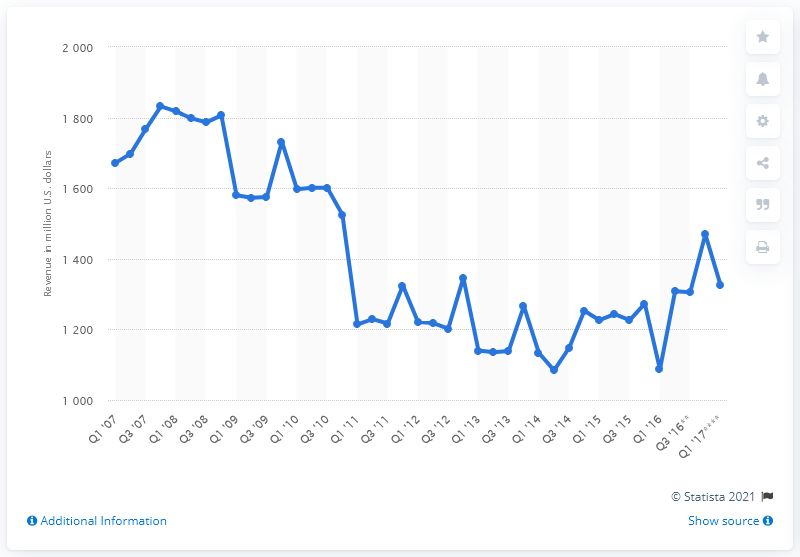 2 000
1 800
1 600
1 400
1 200
1 000
Revenue in million U.S. dollars
Q1 '07
Q3 '07
Q1 '08
Q3 '08
Q1 '09
Q3 '09
Q1 '10
Q3 '10
Q1 '11
Q3 '11
Q1 '12
Q3 '12
Q1 '13
Q3 '13
Q1 '14
Q3 '14
Q1 '15
Q3 '15
Q1 '16
Q3 '16**
Q1 '17****
© Statista 2021
Additional Information
Show source